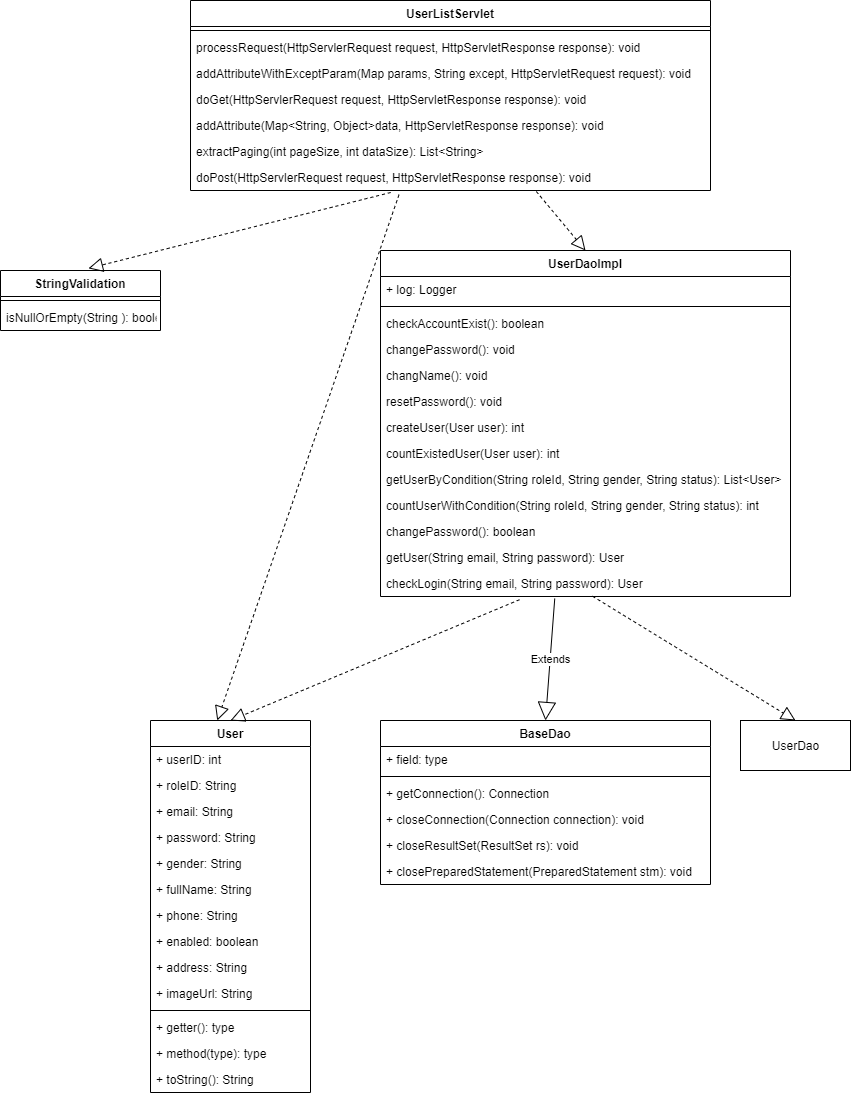 UserListServlet
processRequest(HttpServlerRequest request, HttpServletResponse response): void
addAttributeWithExceptParam(Map params, String except, HttpServletRequest request): void
doGet(HttpServlerRequest request, HttpServletResponse response): void
addAttribute(Map<String, Object>data, HttpServletResponse response): void
extractPaging(int pageSize, int dataSize): List<String>
doPost(HttpServlerRequest request, HttpServletResponse response): void
StringValidation
isNullOrEmpty(String ): boole
UserDaoImpl
+ log: Logger
checkAccountExist(): boolean
changePassword(): void
changName(): void
resetPassword(): void
createUser(User user): int
countExistedUser(User user): int
getUserByCondition(String roleId, String gender, String status): List<User>
countUserWithCondition(String roleId, String gender, String status): int
changePassword(): boolean
getUser(String email, String password): User
checkLogin(String email, String password): User
Extends
User
+ userID: int
+ roleID: String
+ email: String
+ password: String
+ gender: String
+ fullName: String
+ phone: String
+ enabled: boolean
+ address: String
+ imageUrl: String
+ getter(): type
+ method(type): type
+ toString(): String
BaseDao
+ field: type
+ getConnection(): Connection
+ closeConnection(Connection connection): void
+ closeResultSet(ResultSet rs): void
+ closePreparedStatement(PreparedStatement stm): void
UserDao